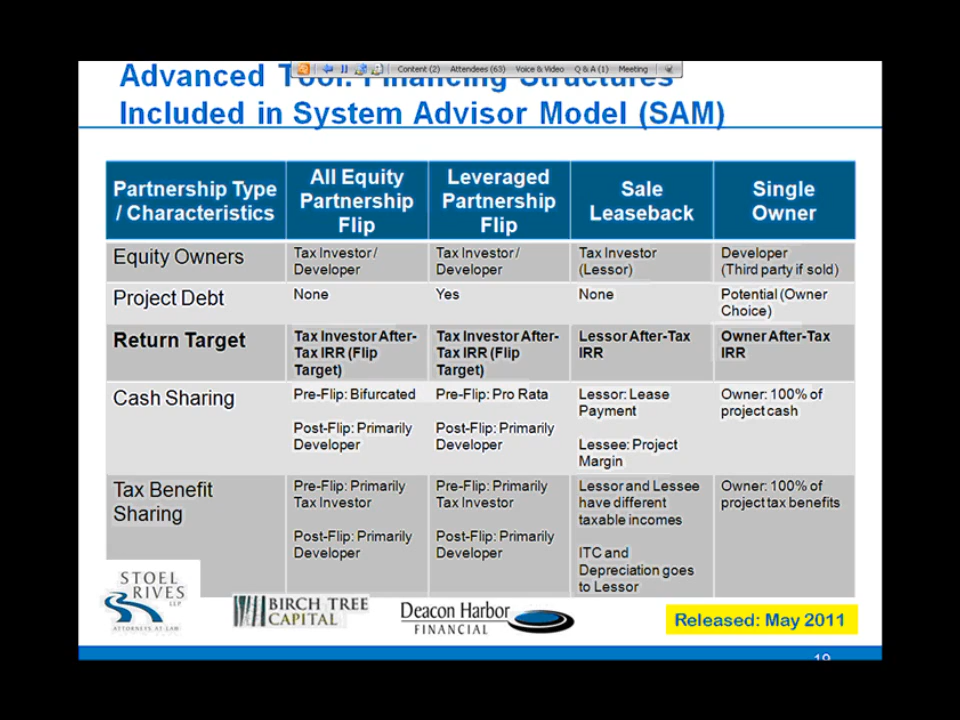 Content (2) Attendees (63) Voice & Video Q & A (1) Meeting
Advanced Tool: Financing Structures
Included in System Advisor Model (SAM)
Partnership Type
/ Characteristics
All Equity
Partnership
Flip
Leveraged
Partnership
Flip
Sale
Leaseback
Single
Owner
Equity Owners
Tax Investor /
Developer
Tax Investor /
Developer
Tax Investor
(Lessor)
Developer
(Third party if sold)
Project Debt
None
Yes
None
Potential (Owner
Choice)
Return Target
Tax Investor After-
Tax IRR (Flip
Target)
Tax Investor After-
Tax IRR (Flip
Target)
Lessor After-Tax
IRR
Owner After-Tax
IRR
Cash Sharing
Pre-Flip: Bifurcated
Post-Flip: Primarily
Developer
Pre-Flip: Pro Rata
Post-Flip: Primarily
Developer
Lessor: Lease
Payment
Lessee: Project
Margin
Owner: 100% of
project cash
Tax Benefit
Sharing
Pre-Flip: Primarily
Tax Investor
Post-Flip: Primarily
Developer
Pre-Flip: Primarily
Tax Investor
Post-Flip: Primarily
Developer
Lessor and Lessee
have different
taxable incomes
ITC and
Depreciation goes
to Lessor
Owner: 100% of
project tax benefits
STOEL
RIVES
LLP
ATTORNEYS AT LAW
BIRCH TREE
CAPITAL
Deacon Harbor
FINANCIAL
Released: May 2011
19